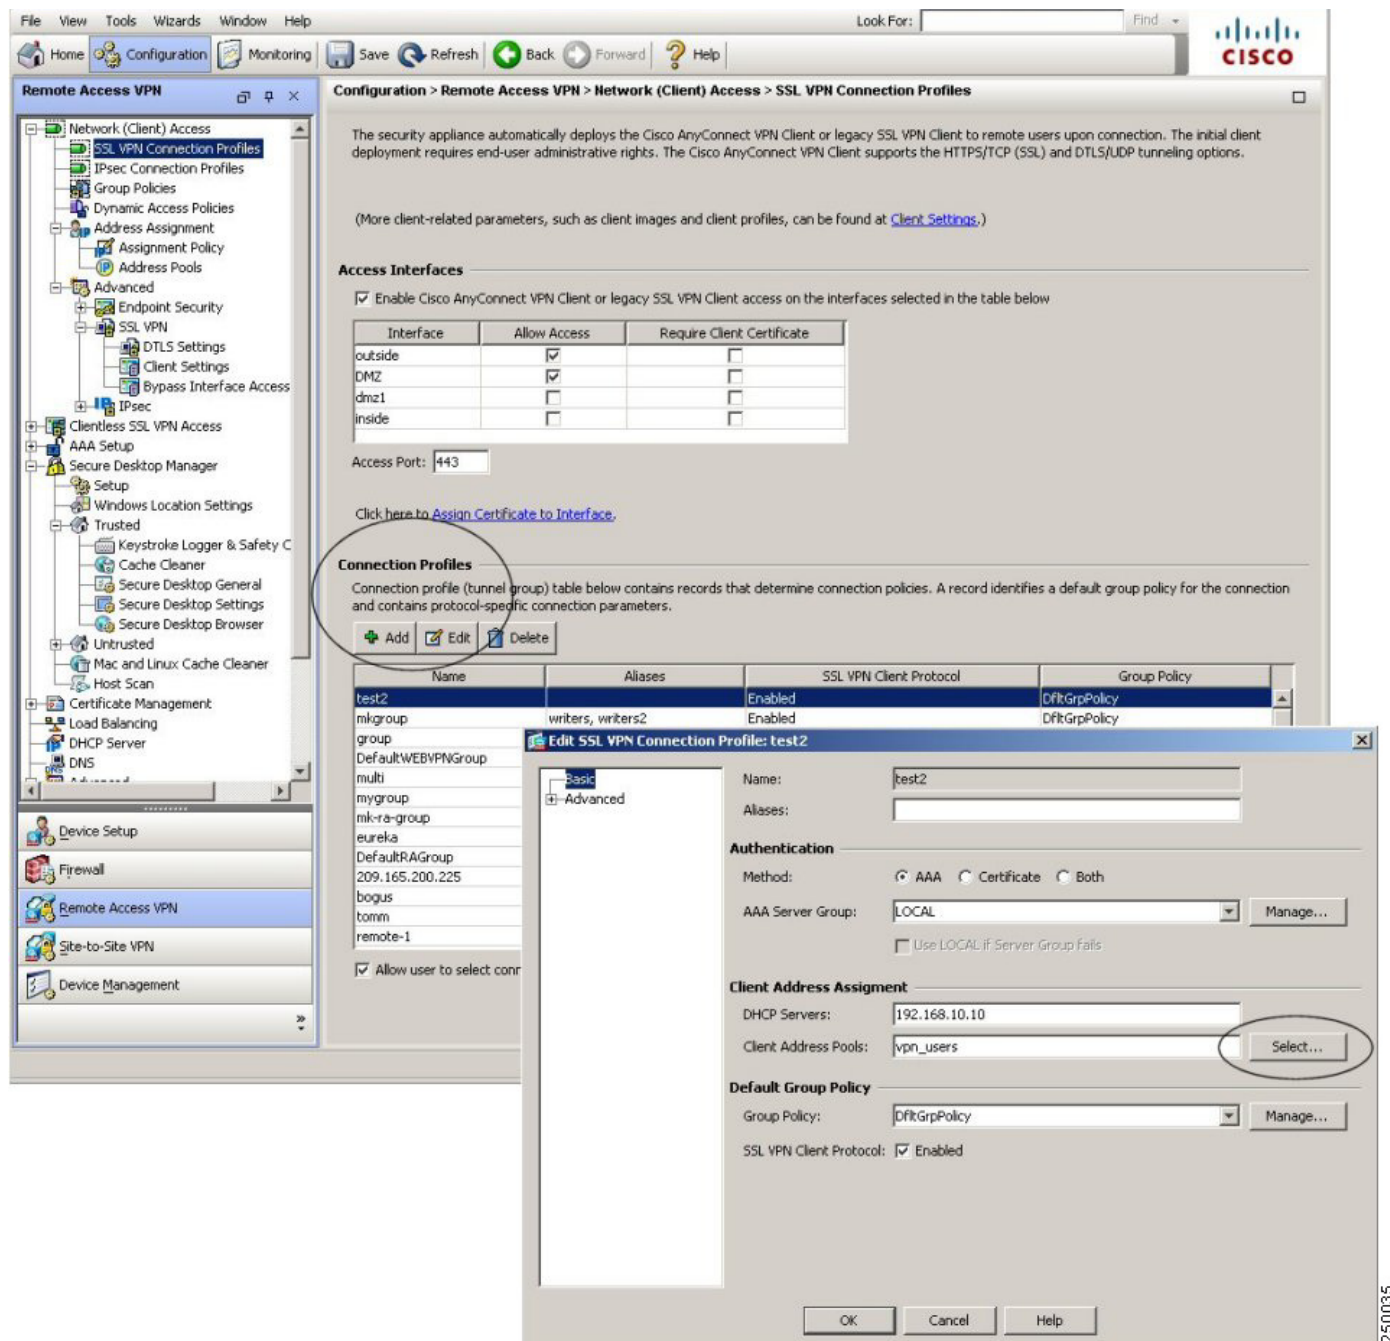 File View Tools Wizards Window Help Look For: Find
Home Configuration Monitoring Save Refresh Back Forward Help
CISCO
Remote Access VPN
Network (Client) Access
SSL VPN Connection Profiles
IPsec Connection Profiles
Group Policies
Dynamic Access Policies
Address Assignment
Assignment Policy
Address Pools
Advanced
Endpoint Security
SSL VPN
DTLS Settings
Client Settings
Bypass Interface Access
IPsec
Clientless SSL VPN Access
AAA Setup
Secure Desktop Manager
Setup
Windows Location Settings
Trusted
Keystroke Logger & Safety C
Cache Cleaner
Secure Desktop General
Secure Desktop Settings
Secure Desktop Browser
Untrusted
Mac and Linux Cache Cleaner
Host Scan
Certificate Management
Load Balancing
DHCP Server
DNS
Advanced
Device Setup
Firewall
Remote Access VPN
Site-to-Site VPN
Device Management
Configuration > Remote Access VPN > Network (Client) Access > SSL VPN Connection Profiles
The security appliance automatically deploys the Cisco AnyConnect VPN Client or legacy SSL VPN Client to remote users upon connection. The initial client
deployment requires end-user administrative rights. The Cisco AnyConnect VPN Client supports the HTTPS/TCP (SSL) and DTLS/UDP tunneling options.
(More client-related parameters, such as client images and client profiles, can be found at Client Settings.)
Access Interfaces
Enable Cisco AnyConnect VPN Client or legacy SSL VPN Client access on the interfaces selected in the table below
Interface Allow Access Require Client Certificate
outside
DMZ
dmz1
inside
Access Port: 443
Click here to Assign Certificate to Interface.
Connection Profiles
Connection profile (tunnel group) table below contains records that determine connection policies. A record identifies a default group policy for the connection
and contains protocol-specific connection parameters.
Add Edit Delete
Name Aliases SSL VPN Client Protocol Group Policy
test2 Enabled DfltGrpPolicy
mkgroup writers, writers2 Enabled DfltGrpPolicy
group
DefaultWEBVPNGroup
multi
mygroup
mk-ra-group
eureka
DefaultRAGroup
209.165.200.225
bogus
tomm
remote-1
Allow user to select conn
Edit SSL VPN Connection Profile: test2
Basic
Advanced
Name: test2
Aliases:
Authentication
Method: AAA Certificate Both
AAA Server Group: LOCAL Manage...
Use LOCAL if Server Group fails
Client Address Assigment
DHCP Servers: 192.168.10.10
Client Address Pools: vpn_users Select...
Default Group Policy
Group Policy: DfltGrpPolicy Manage...
SSL VPN Client Protocol: Enabled
OK Cancel Help
250035